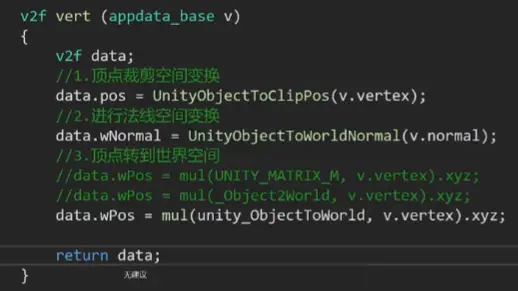 v2f vert (appdata_base v)
{
v2f data;
//1.顶点裁剪空间变换
data.pos = UnityObjectToClipPos(v.vertex);
//2.进行法线空间变换
data.wNormal = UnityObjectToWorldNormal(v.normal);
//3.顶点转到世界空间
//data.wPos = mul(UNITY_MATRIX_M, v.vertex).xyz;
//data.wPos = mul(_Object2World, v.vertex).xyz;
data.wPos = mul(unity_ObjectToWorld, v.vertex).xyz;
return data;
}
无建议